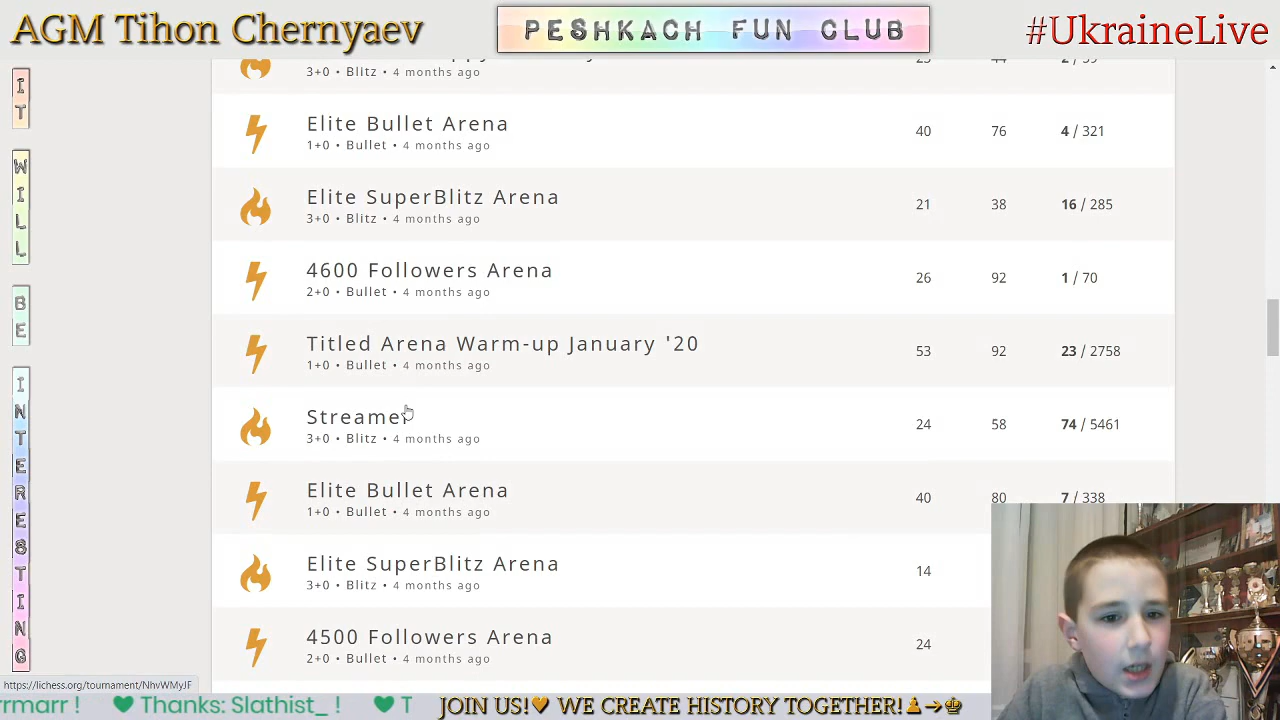 AGM Tihon Chernyaev
PESHKACH FUN CLUB
#UkraineLive
IT
WILL
BE
INTERESTING
3+0 • Blitz • 4 months ago
Elite Bullet Arena
1+0 • Bullet • 4 months ago
40 76 4 / 321
Elite SuperBlitz Arena
3+0 • Blitz • 4 months ago
21 38 16 / 285
4600 Followers Arena
2+0 • Bullet • 4 months ago
26 92 1 / 70
Titled Arena Warm-up January '20
1+0 • Bullet • 4 months ago
53 92 23 / 2758
Streamer
3+0 • Blitz • 4 months ago
24 58 74 / 5461
Elite Bullet Arena
1+0 • Bullet • 4 months ago
40 80 7 / 338
Elite SuperBlitz Arena
3+0 • Blitz • 4 months ago
14
4500 Followers Arena
2+0 • Bullet • 4 months ago
24
https://lichess.org/tournament/NhvWMyJF
rmarr ! Thanks: Slathist_ ! T
JOIN US! WE CREATE HISTORY TOGETHER!